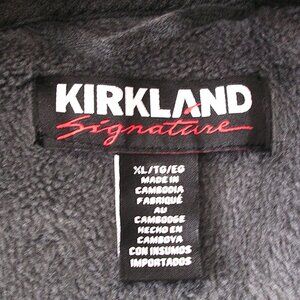 KIRKLAND
Signature
XL/TG/EG
MADE IN
CAMBODIA
FABRIQUÉ
AU
CAMBODGE
HECHO EN
CAMBOYA
CON INSUMOS
IMPORTADOS